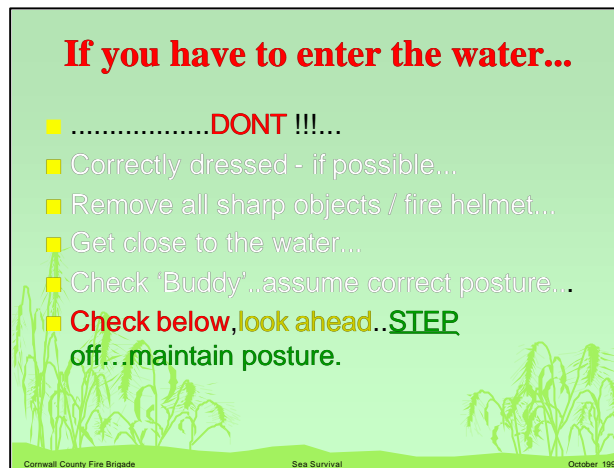 If you have to enter the water...
..................DONT !!!...
Correctly dressed - if possible...
Remove all sharp objects / fire helmet...
Get close to the water...
Check ‘Buddy’..assume correct posture...
Check below,look ahead..STEP
off...maintain posture.
Cornwall County Fire Brigade Sea Survival October 199